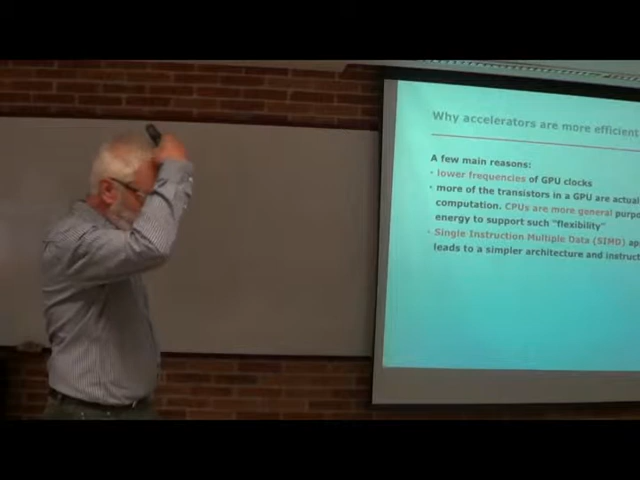 Why accelerators are more efficient
A few main reasons:
· lower frequencies of GPU clocks
· more of the transistors in a GPU are actual
computation. CPUs are more general purpo
energy to support such "flexibility"
· Single Instruction Multiple Data (SIMD) ap
leads to a simpler architecture and instruct